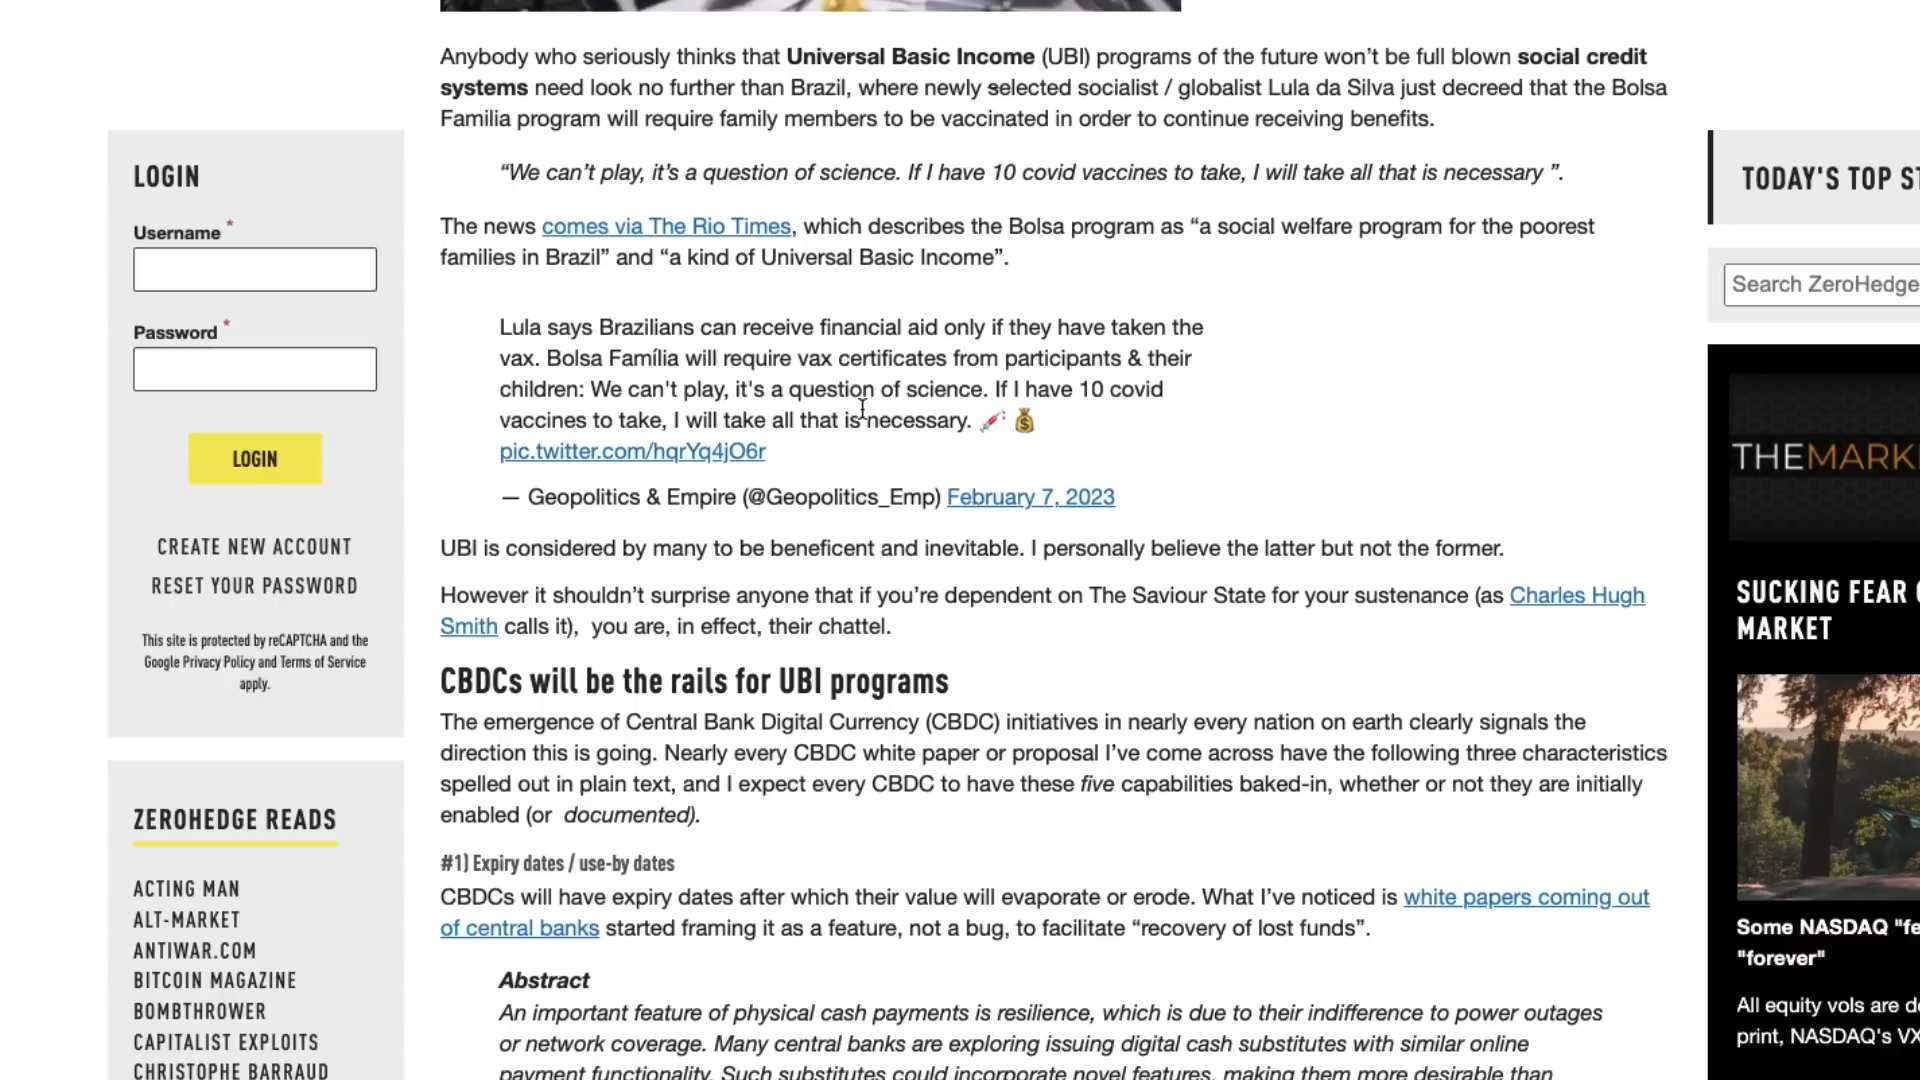 Anybody who seriously thinks that Universal Basic Income (UBI) programs of the future won’t be full blown social credit
systems need look no further than Brazil, where newly selected socialist / globalist Lula da Silva just decreed that the Bolsa
Familia program will require family members to be vaccinated in order to continue receiving benefits.
“We can’t play, it’s a question of science. If I have 10 covid vaccines to take, I will take all that is necessary ”.
The news comes via The Rio Times, which describes the Bolsa program as “a social welfare program for the poorest
families in Brazil” and “a kind of Universal Basic Income”.
Lula says Brazilians can receive financial aid only if they have taken the
vax. Bolsa Família will require vax certificates from participants & their
children: We can't play, it's a question of science. If I have 10 covid
vaccines to take, I will take all that is necessary. 💉 💰
pic.twitter.com/hqrYq4jO6r
— Geopolitics & Empire (@Geopolitics_Emp) February 7, 2023
UBI is considered by many to be beneficent and inevitable. I personally believe the latter but not the former.
However it shouldn’t surprise anyone that if you’re dependent on The Saviour State for your sustenance (as Charles Hugh
Smith calls it),  you are, in effect, their chattel.
CBDCs will be the rails for UBI programs
The emergence of Central Bank Digital Currency (CBDC) initiatives in nearly every nation on earth clearly signals the
direction this is going. Nearly every CBDC white paper or proposal I’ve come across have the following three characteristics
spelled out in plain text, and I expect every CBDC to have these five capabilities baked-in, whether or not they are initially
enabled (or  documented).
#1) Expiry dates / use-by dates
CBDCs will have expiry dates after which their value will evaporate or erode. What I’ve noticed is white papers coming out
of central banks started framing it as a feature, not a bug, to facilitate “recovery of lost funds”.
Abstract
An important feature of physical cash payments is resilience, which is due to their indifference to power outages
or network coverage. Many central banks are exploring issuing digital cash substitutes with similar online
payment functionality. Such substitutes could incorporate novel features, making them more desirable than
LOGIN
Username *
Password *
LOGIN
CREATE NEW ACCOUNT
RESET YOUR PASSWORD
This site is protected by reCAPTCHA and the
Google Privacy Policy and Terms of Service
apply.
ZEROHEDGE READS
ACTING MAN
ALT-MARKET
ANTIWAR.COM
BITCOIN MAGAZINE
BOMBTHROWER
CAPITALIST EXPLOITS
CHRISTOPHE BARRAUD
TODAY'S TOP ST
Search ZeroHedge
THEMARK
SUCKING FEAR
MARKET
Some NASDAQ "fe
"forever"
All equity vols are d
print, NASDAQ's VX